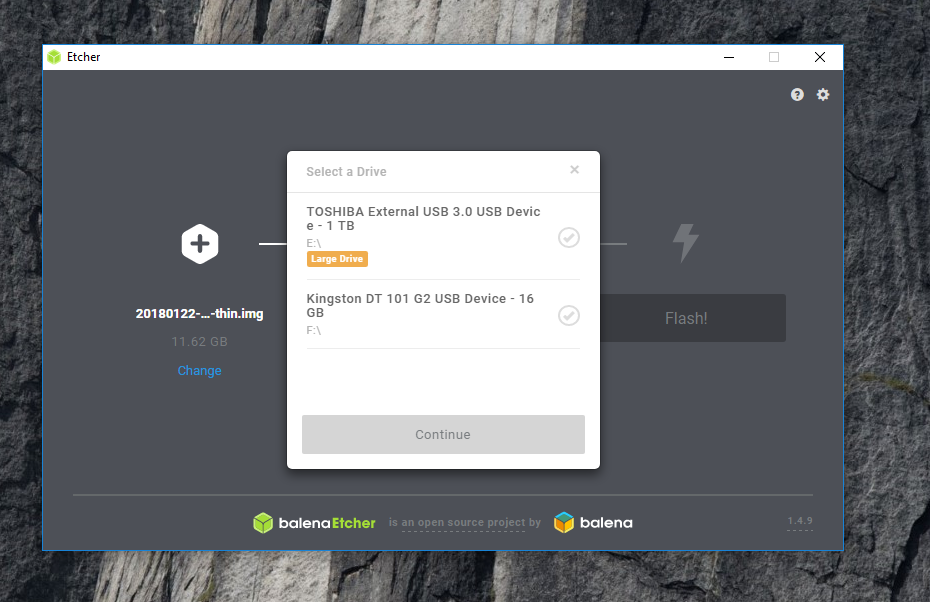 Etcher
Select a Drive
TOSHIBA External USB 3.0 USB Devic
e - 1 TB
E:\
Large Drive
Kingston DT 101 G2 USB Device - 16
GB
F:\
Continue
20180122-...-thin.img
11.62 GB
Change
Flash!
balenaEtcher is an open source project by balena
1.4.9